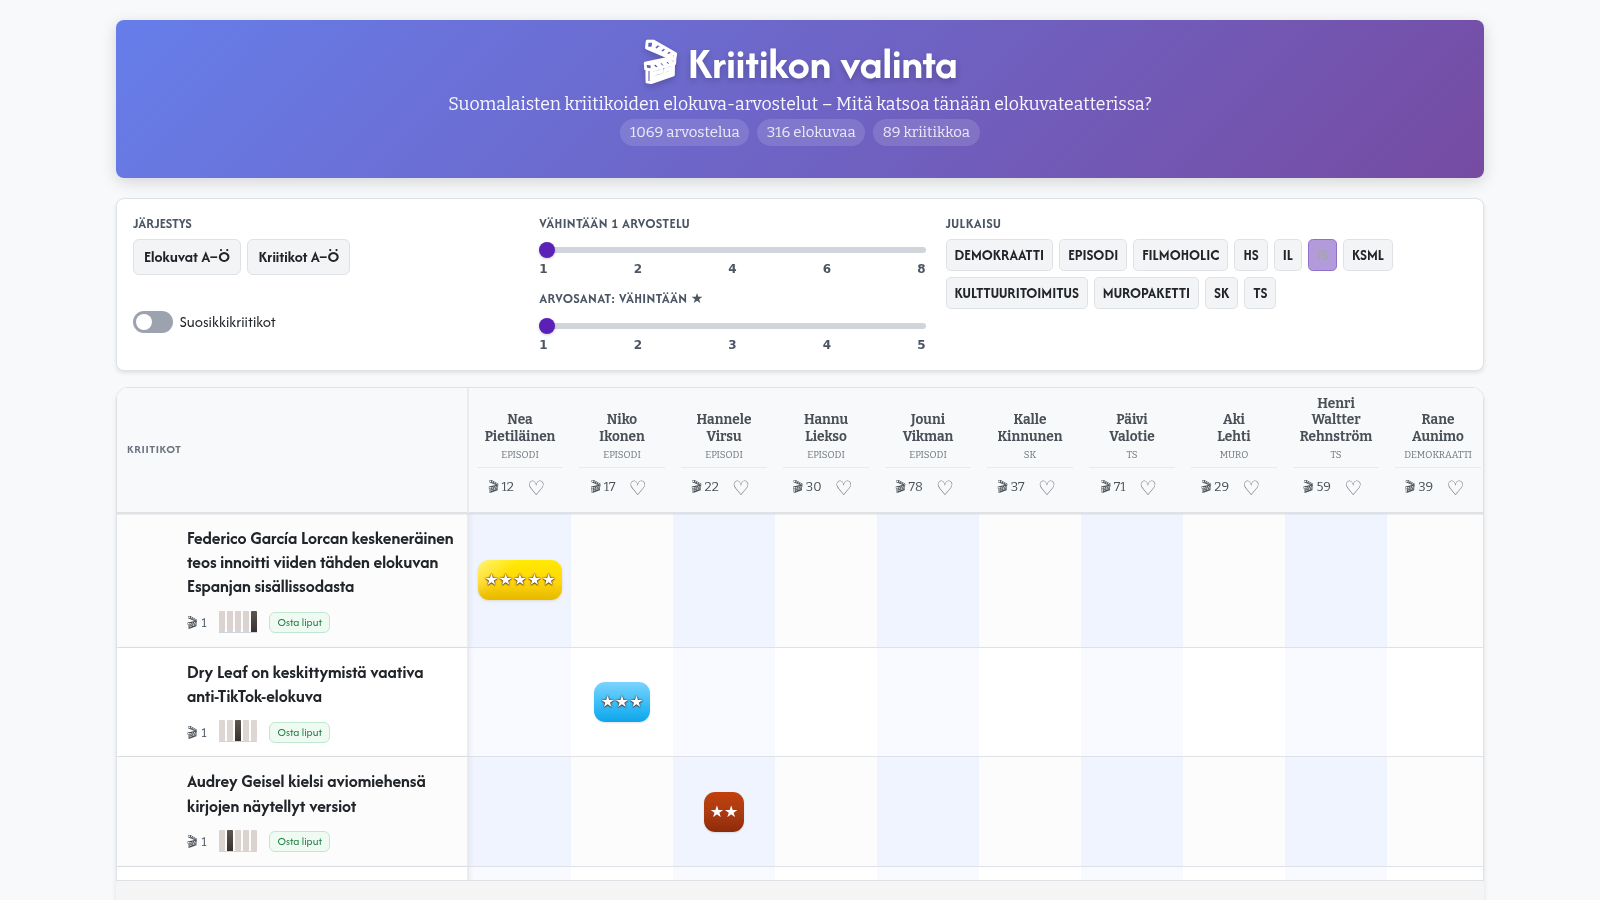 Kriitikon valinta
Suomalaisten kriitikoiden elokuva-arvostelut – Mitä katsoa tänään elokuvateatterissa?
1069 arvostelua 316 elokuvaa 89 kriitikkoa
JÄRJESTYS
Elokuvat A–Ö Kriitikot A–Ö
Suosikkikriitikot
VÄHINTÄÄN 1 ARVOSTELU
1 2 4 6 8
ARVOSANAT: VÄHINTÄÄN ★
1 2 3 4 5
JULKAISU
DEMOKRAATTI EPISODI FILMOHOLIC HS IL KSML
KULTTUURITOIMITUS MUROPAKETTI SK TS
KRIITIKOT
Nea
Pietiläinen
EPISODI
12 ♡
Niko
Ikonen
EPISODI
17 ♡
Hannele
Virsu
EPISODI
22 ♡
Hannu
Liekso
EPISODI
30 ♡
Jouni
Vikman
EPISODI
78 ♡
Kalle
Kinnunen
SK
37 ♡
Päivi
Valotie
TS
71 ♡
Aki
Lehti
MURO
29 ♡
Henri
Waltter
Rehnström
TS
59 ♡
Rane
Aunimo
DEMOKRAATTI
39 ♡
Federico García Lorcan keskeneräinen
teos innoitti viiden tähden elokuvan
Espanjan sisällissodasta
1 Osta liput
★★★★★
Dry Leaf on keskittymistä vaativa
anti-TikTok-elokuva
1 Osta liput
★★★
Audrey Geisel kielsi aviomiehensä
kirjojen näytellyt versiot
1 Osta liput
★★